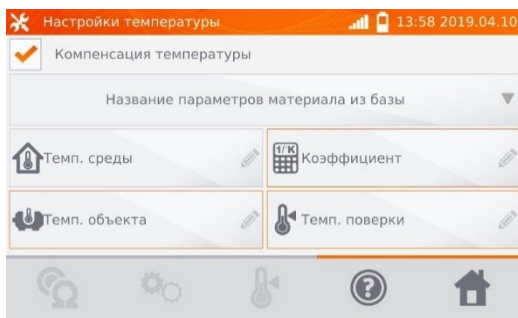 Настройки температуры 13:58 2019.04.10
Компенсация температуры
Название параметров материала из базы
Темп. среды 1/K Коэффициент
Темп. объекта Темп. поверки
Ω ?